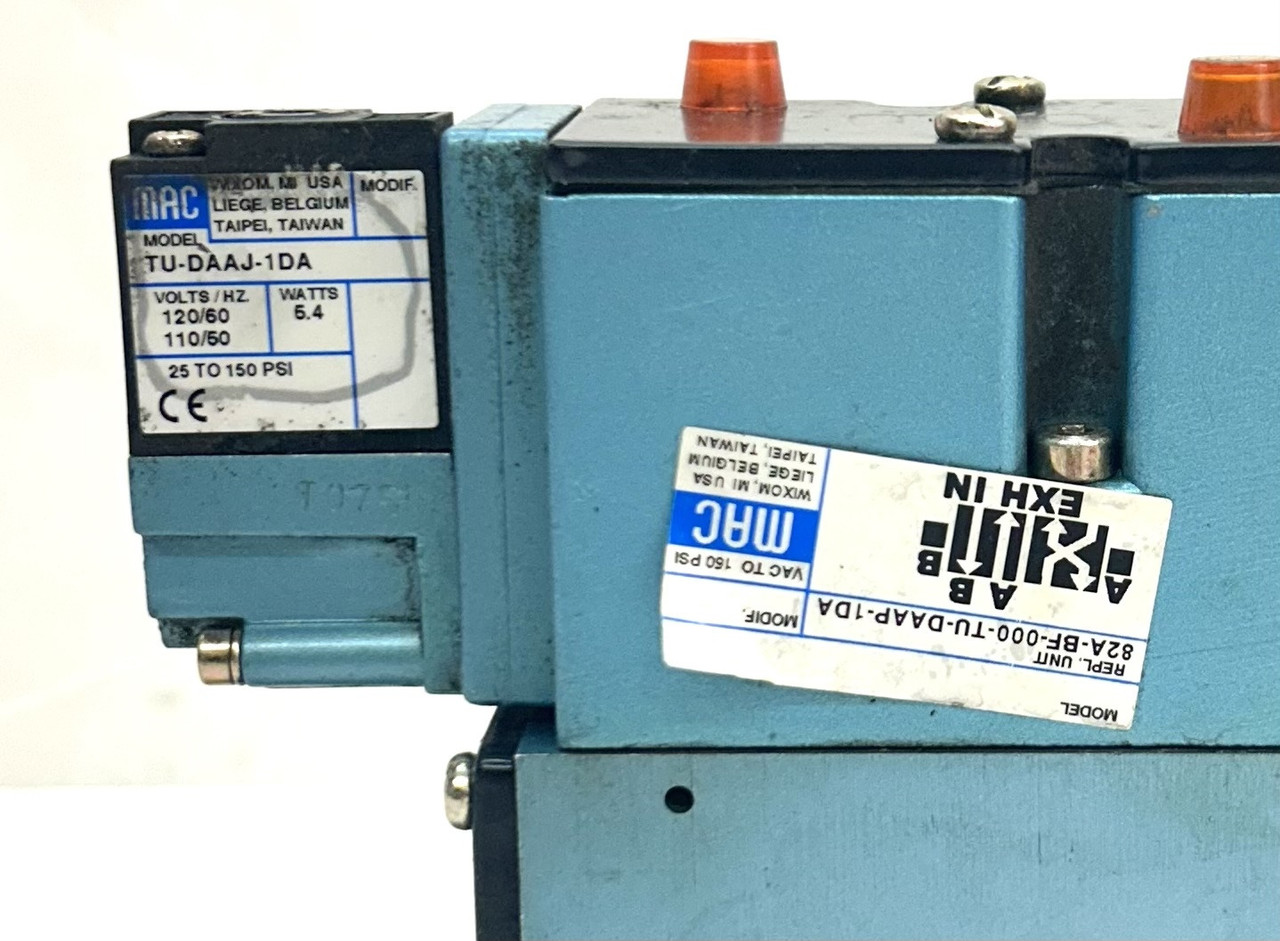 MAC
WIXOM, MI USA
LIEGE, BELGIUM
TAIPEI, TAIWAN
MODIF.
MODEL
TU-DAAJ-1DA
VOLTS / HZ.
120/60
110/50
WATTS
5.4
25 TO 150 PSI
CE
MODEL
REPL. UNIT
82A-BF-000-TU-DAAP-1DA
MODIF.
A B
A
B
EXH IN
VAC TO 150 PSI
MAC
WIXOM, MI USA
LIEGE, BELGIUM
TAIPEI, TAIWAN